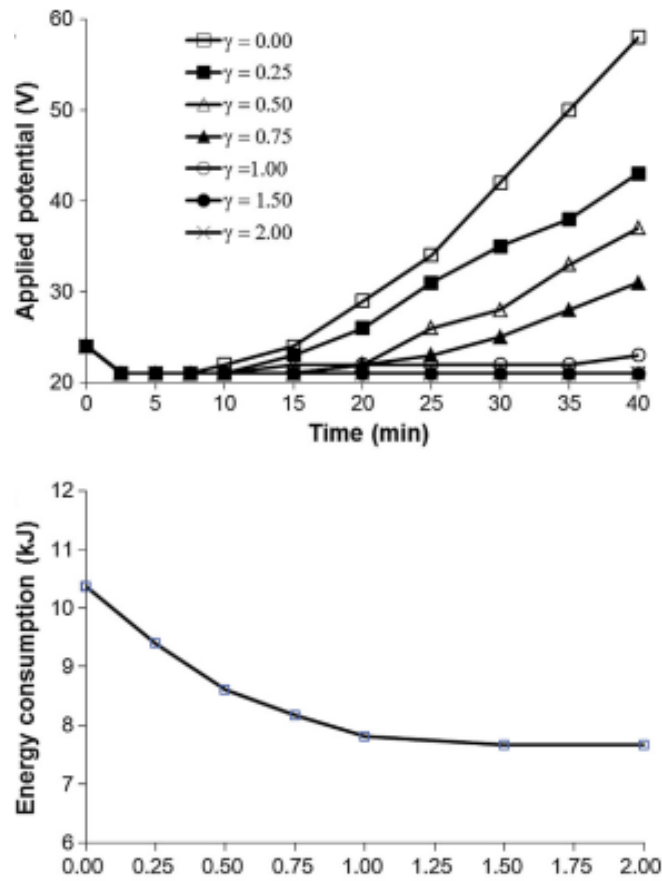 60
50
40
30
20
Applied potential (V)
γ = 0.00
γ = 0.25
γ = 0.50
γ = 0.75
γ =1.00
γ = 1.50
γ = 2.00
0 5 10 15 20 25 30 35 40
Time (min)
12
11
10
9
8
7
6
Energy consumption (kJ)
0.00 0.25 0.50 0.75 1.00 1.25 1.50 1.75 2.00